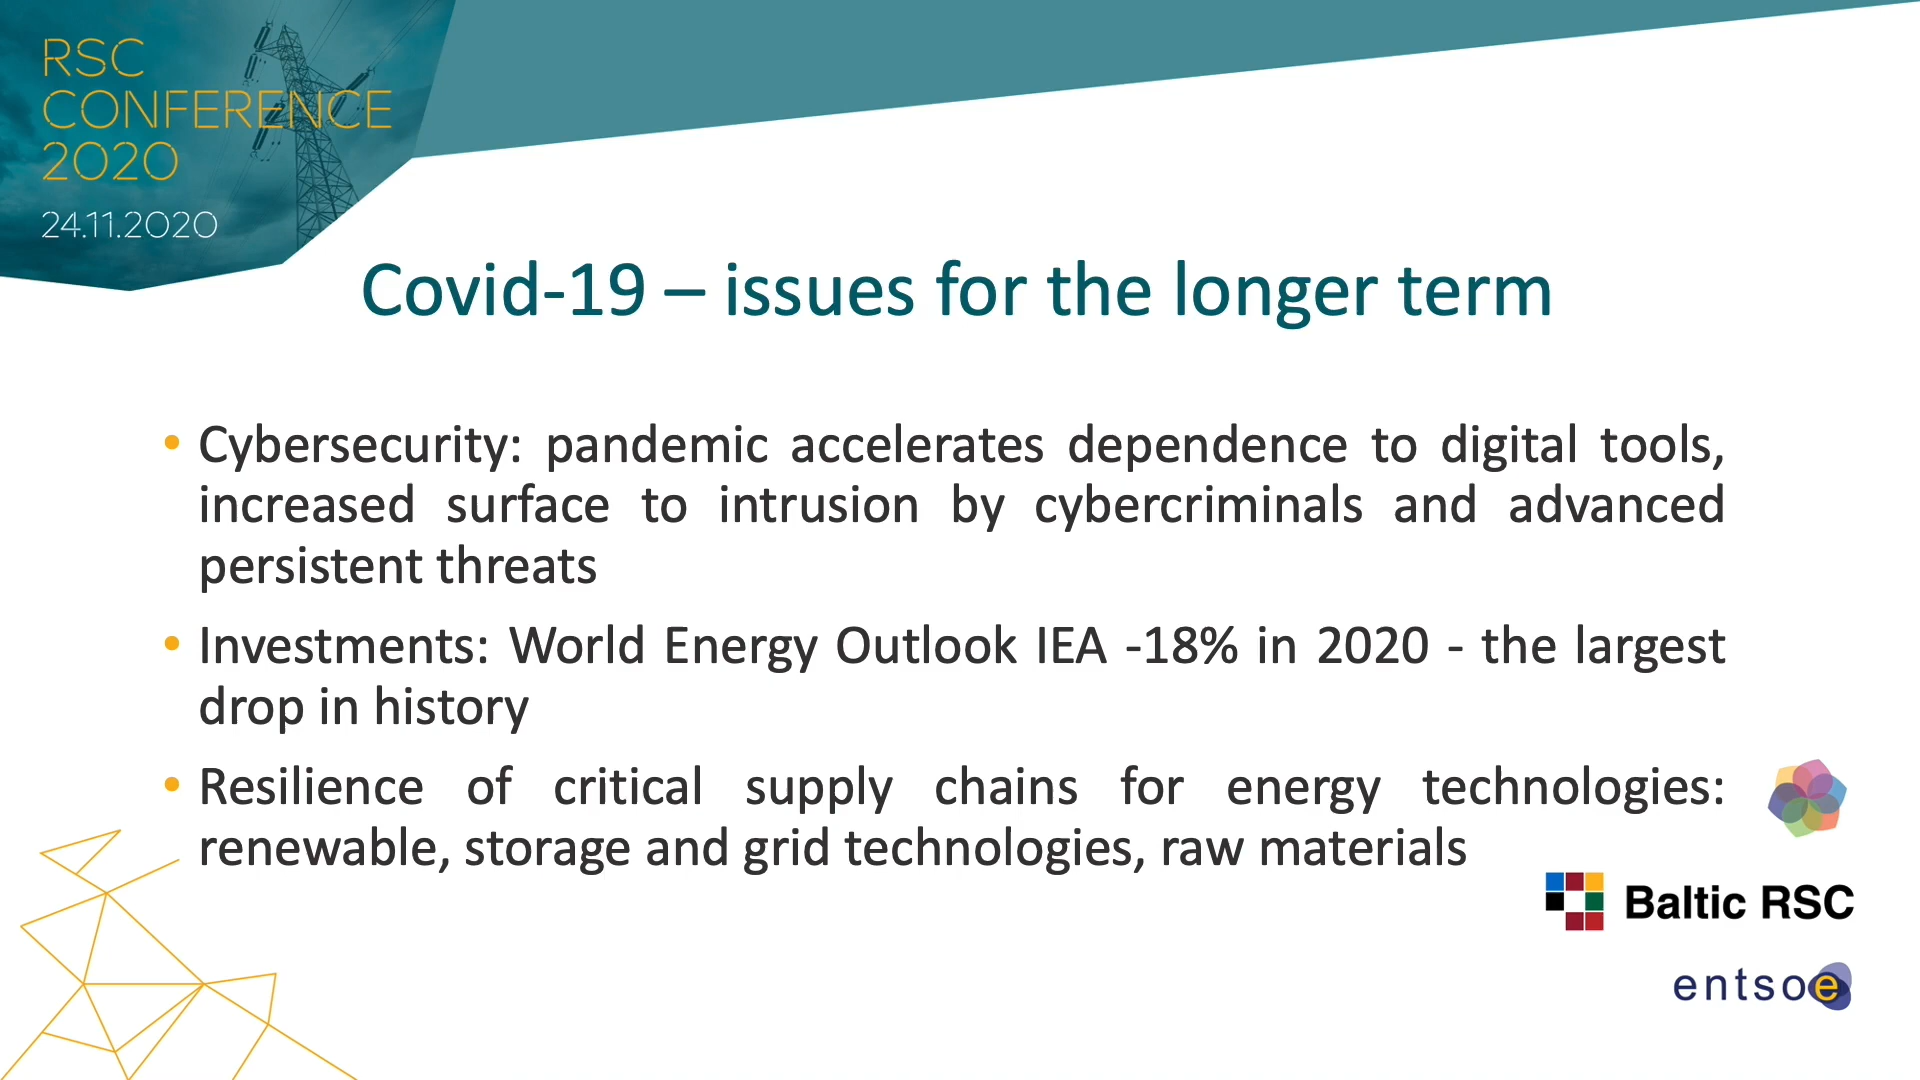 RSC
CONFERENCE
2020
24.11.2020
Covid-19 – issues for the longer term
• Cybersecurity: pandemic accelerates dependence to digital tools,
increased surface to intrusion by cybercriminals and advanced
persistent threats
• Investments: World Energy Outlook IEA -18% in 2020 - the largest
drop in history
• Resilience of critical supply chains for energy technologies:
renewable, storage and grid technologies, raw materials
Baltic RSC
entsoe